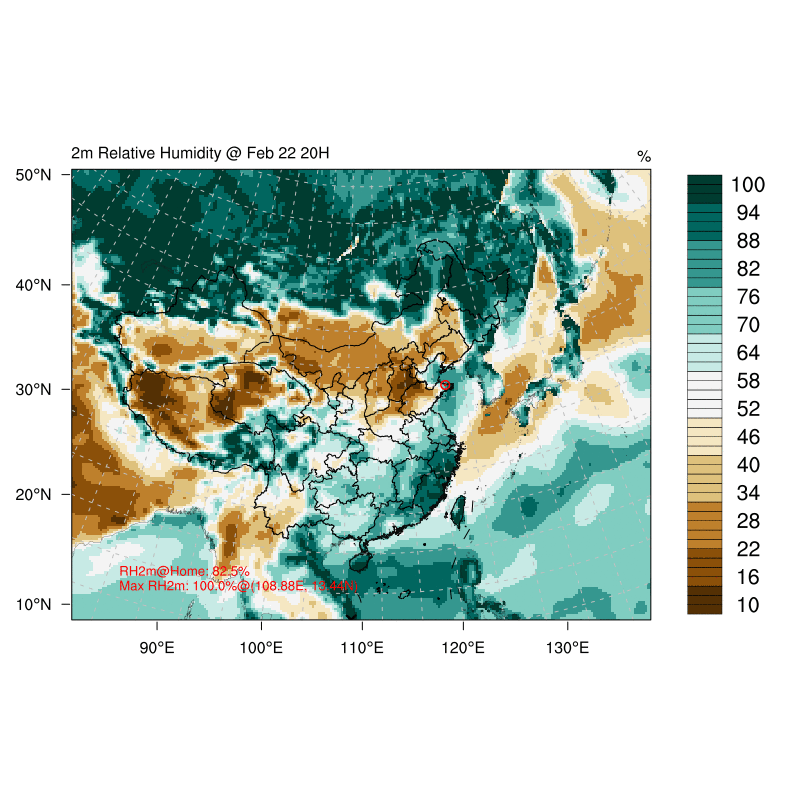 2m Relative Humidity @ Feb 22 20H
%
50°N
40°N
30°N
20°N
10°N
90°E
100°E
110°E
120°E
130°E
100
94
88
82
76
70
64
58
52
46
40
34
28
22
16
10
RH2m@Home: 82.5%
Max RH2m: 100.0%@(108.88E,